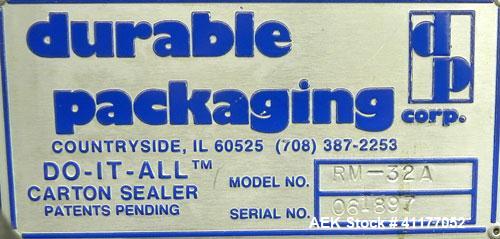 durable
packaging
dp
corp.
COUNTRYSIDE, IL 60525 (708) 387-2253
DO-IT-ALL™
CARTON SEALER
PATENTS PENDING
MODEL NO. RM-32A
SERIAL NO. 061897
AEK Stock #41177052